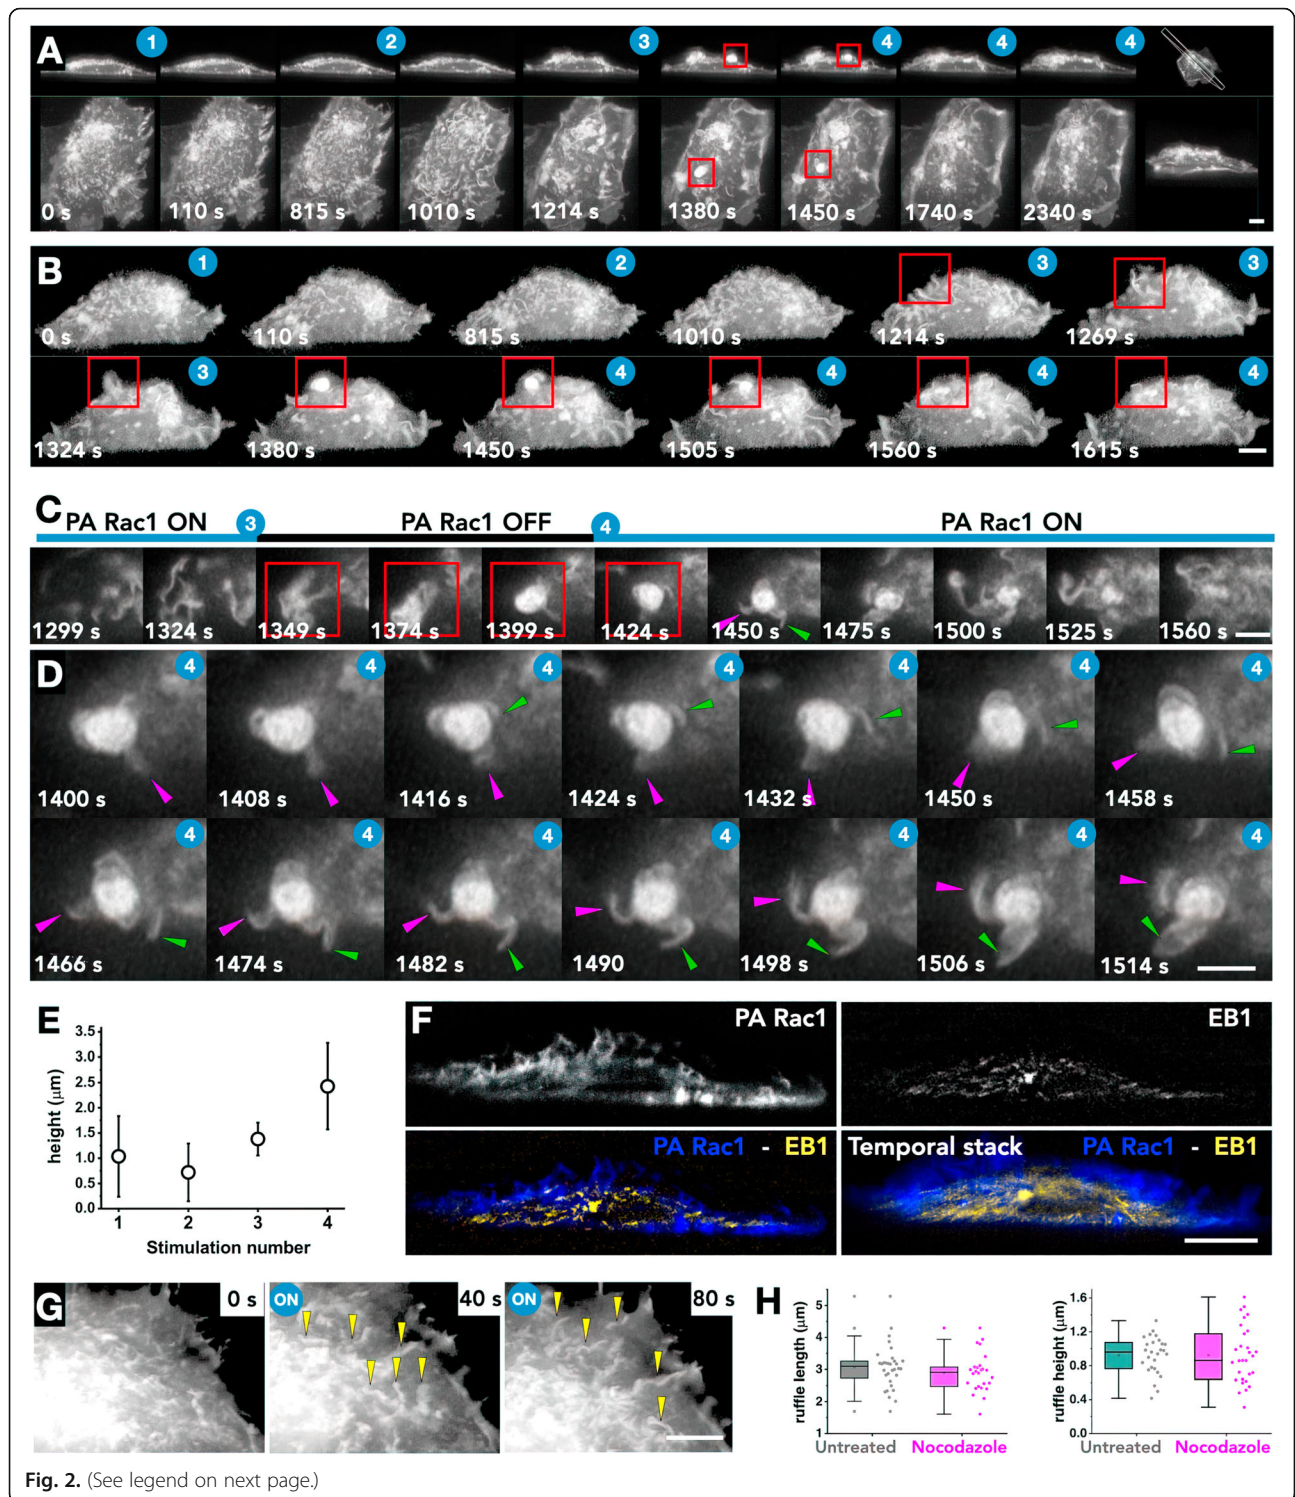 A
1 2 3 4 4 4
0 s 110 s 815 s 1010 s 1214 s 1380 s 1450 s 1740 s 2340 s
B
1 2 3 3
0 s 110 s 815 s 1010 s 1214 s 1269 s
3 4 4 4 4 4
1324 s 1380 s 1450 s 1505 s 1560 s 1615 s
C
PA Rac1 ON 3 PA Rac1 OFF 4 PA Rac1 ON
1299 s 1324 s 1349 s 1374 s 1399 s 1424 s 1450 s 1475 s 1500 s 1525 s 1560 s
D
4 4 4 4 4 4 4
1400 s 1408 s 1416 s 1424 s 1432 s 1450 s 1458 s
4 4 4 4 4 4 4
1466 s 1474 s 1482 s 1490 1498 s 1506 s 1514 s
E
height (µm)
3.5
3.0
2.5
2.0
1.5
1.0
0.5
0.0
1 2 3 4
Stimulation number
F
PA Rac1
EB1
PA Rac1 - EB1
Temporal stack PA Rac1 - EB1
G
0 s
ON 40 s
ON 80 s
H
ruffle length (µm)
5
4
3
2
1
Untreated Nocodazole
ruffle height (µm)
1.6
1.2
0.8
0.4
0.0
Untreated Nocodazole
Fig. 2. (See legend on next page.)